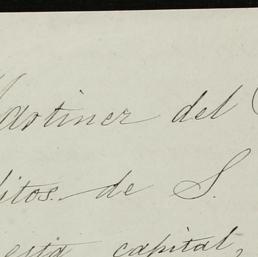 Martinez del
ditos. de S.
esta capital,